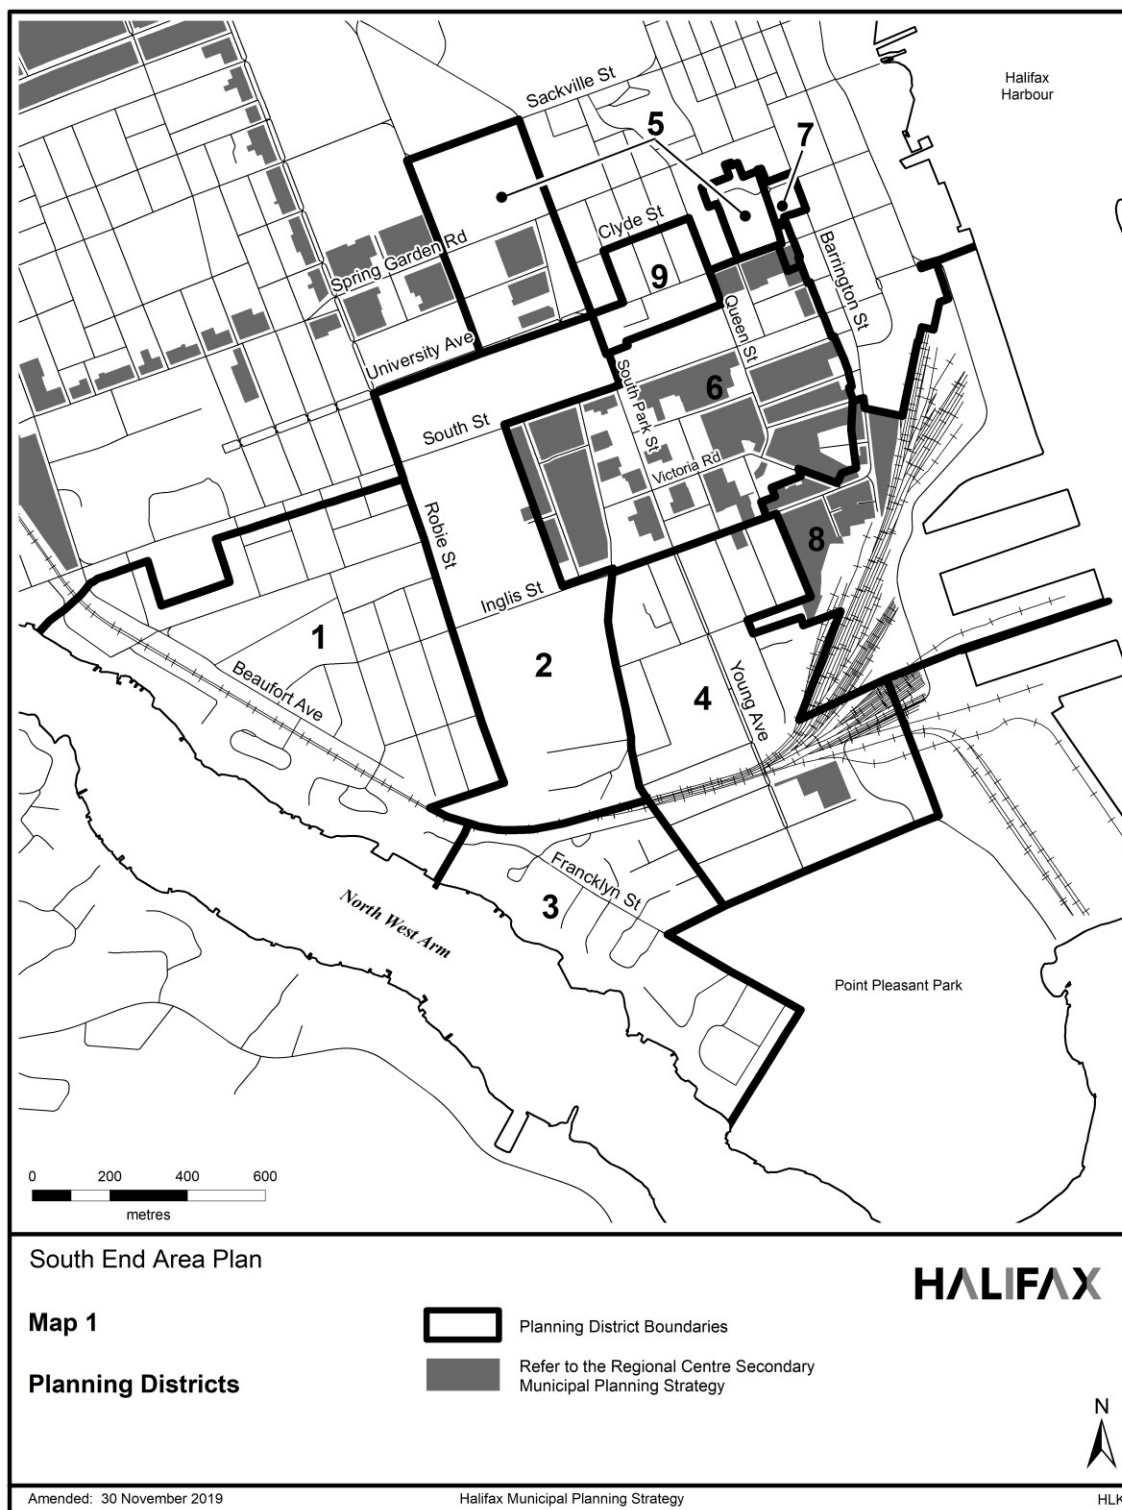 Halifax
Harbour
Sackville St
5
7
Clyde St
Spring Garden Rd
9
Barrington St
Queen St
University Ave
South Park St
6
South St
Victoria Rd
Robie St
8
Inglis St
1
2
Beaufort Ave
4
Young Ave
Francklyn St
3
North West Arm
Point Pleasant Park
0 200 400 600
metres
South End Area Plan
HALIFAX
Map 1
Planning District Boundaries
Planning Districts
Refer to the Regional Centre Secondary
Municipal Planning Strategy
N
Amended: 30 November 2019
Halifax Municipal Planning Strategy
HLK